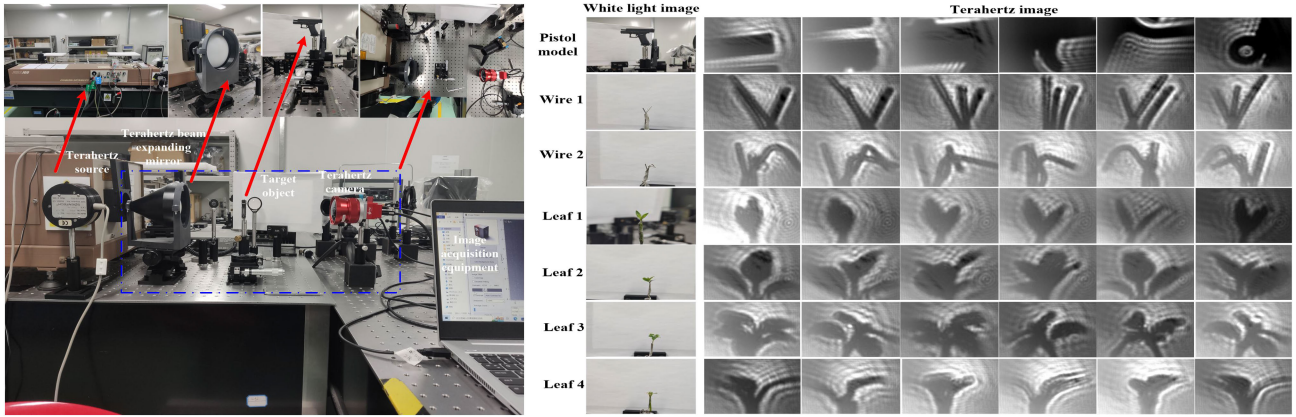 Terahertz
source
Terahertz beam
expanding
mirror
Target
object
Terahertz
camera
Image
acquisition
equipment
White light image
Terahertz image
Pistol
model
Wire 1
Wire 2
Leaf 1
Leaf 2
Leaf 3
Leaf 4